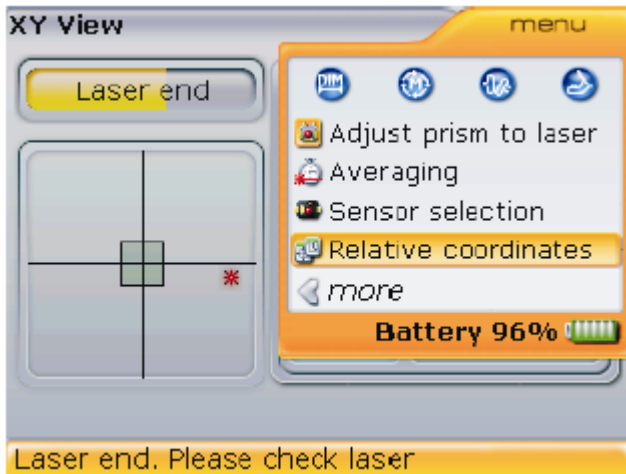 XY View
menu
Laser end
DIM
M
Adjust prism to laser
Averaging
Sensor selection
Relative coordinates
more
Battery 96%
Laser end. Please check laser